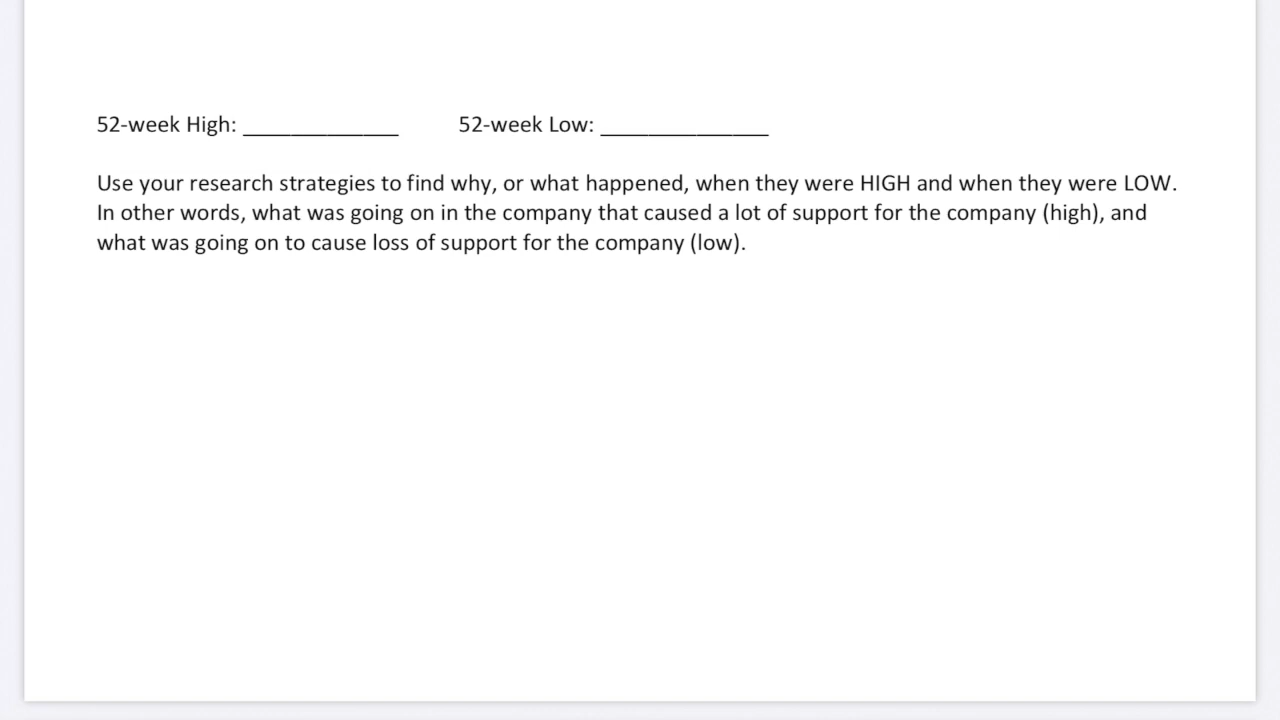 52-week High: _____________ 52-week Low: ______________
Use your research strategies to find why, or what happened, when they were HIGH and when they were LOW.
In other words, what was going on in the company that caused a lot of support for the company (high), and
what was going on to cause loss of support for the company (low).